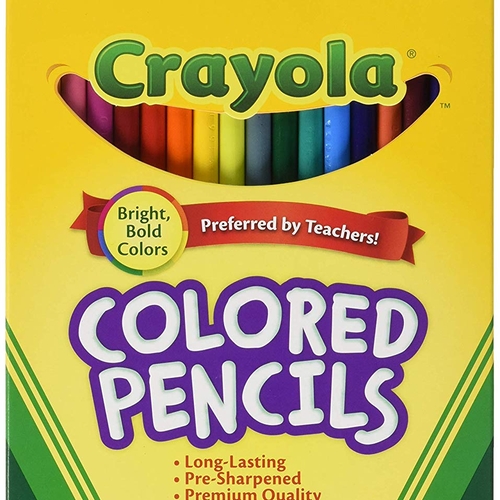 Crayola®
™
Bright,
Bold
Colors
Preferred by Teachers!
COLORED
PENCILS
• Long-Lasting
• Pre-Sharpened
• Premium Quality